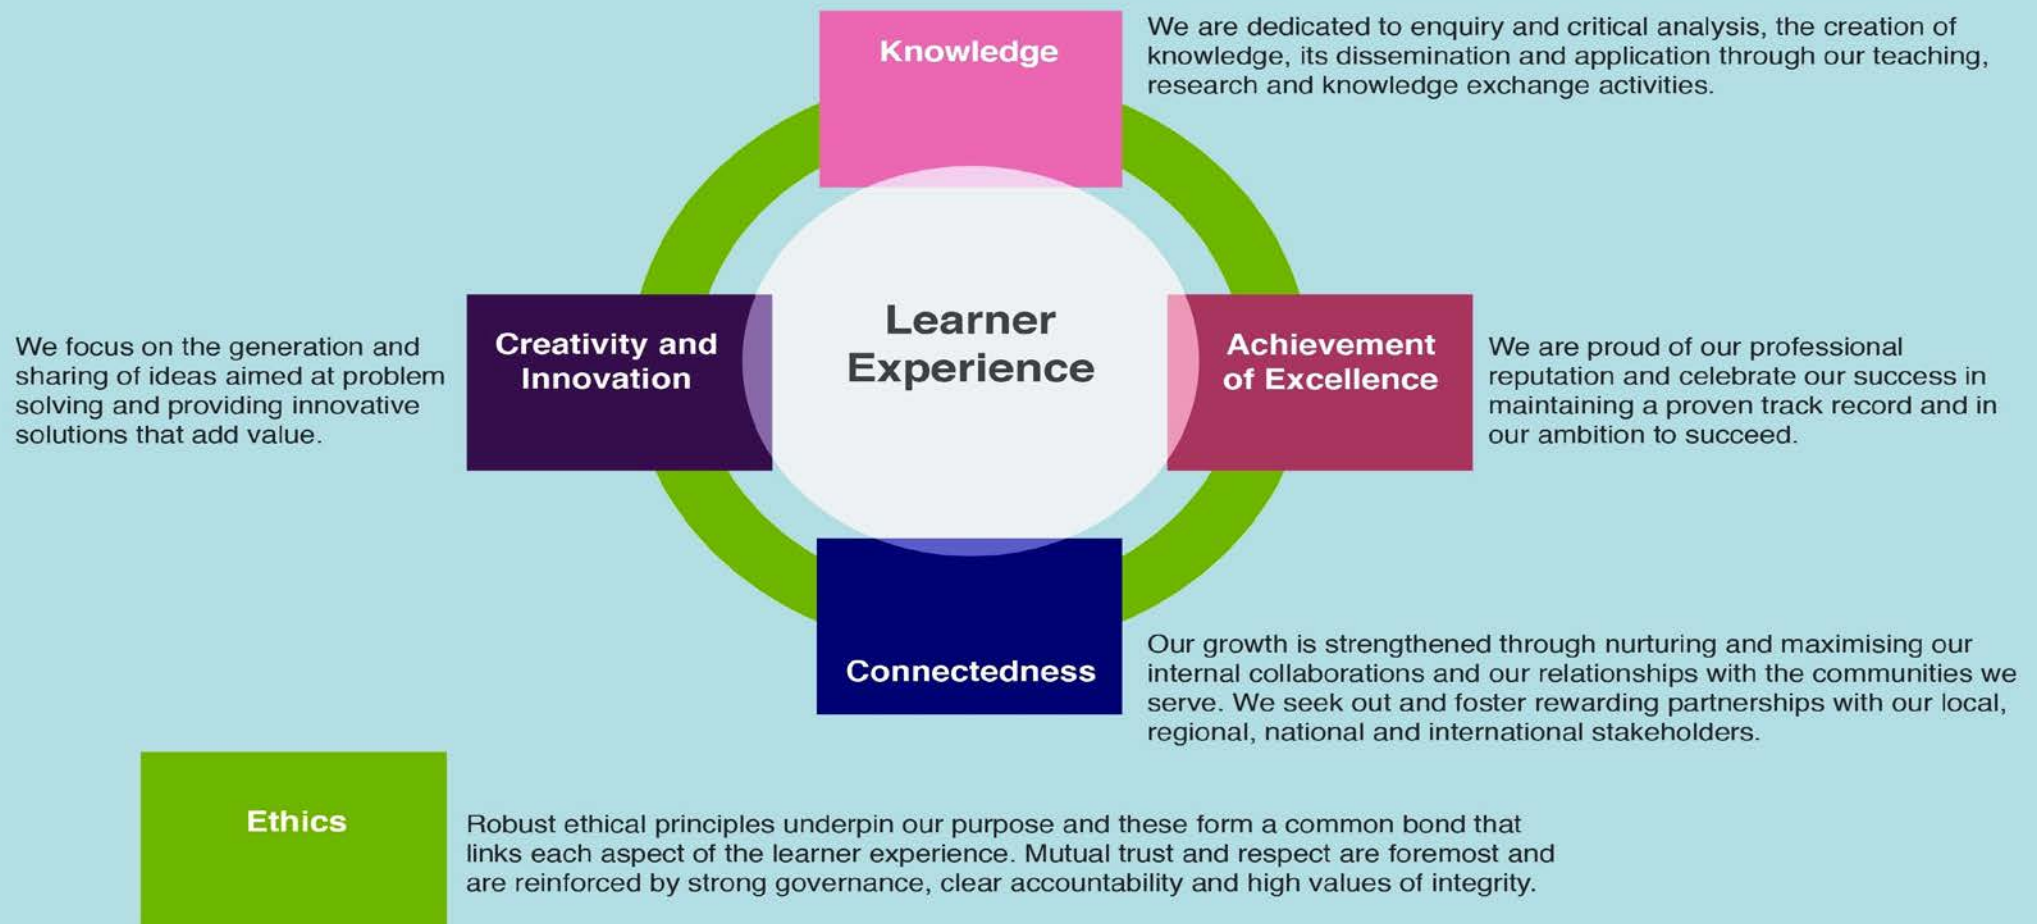 Knowledge
We are dedicated to enquiry and critical analysis, the creation of
knowledge, its dissemination and application through our teaching,
research and knowledge exchange activities.
Learner
Experience
Creativity and
Innovation
We focus on the generation and
sharing of ideas aimed at problem
solving and providing innovative
solutions that add value.
Achievement
of Excellence
We are proud of our professional
reputation and celebrate our success in
maintaining a proven track record and in
our ambition to succeed.
Connectedness
Our growth is strengthened through nurturing and maximising our
internal collaborations and our relationships with the communities we
serve. We seek out and foster rewarding partnerships with our local,
regional, national and international stakeholders.
Ethics
Robust ethical principles underpin our purpose and these form a common bond that
links each aspect of the learner experience. Mutual trust and respect are foremost and
are reinforced by strong governance, clear accountability and high values of integrity.